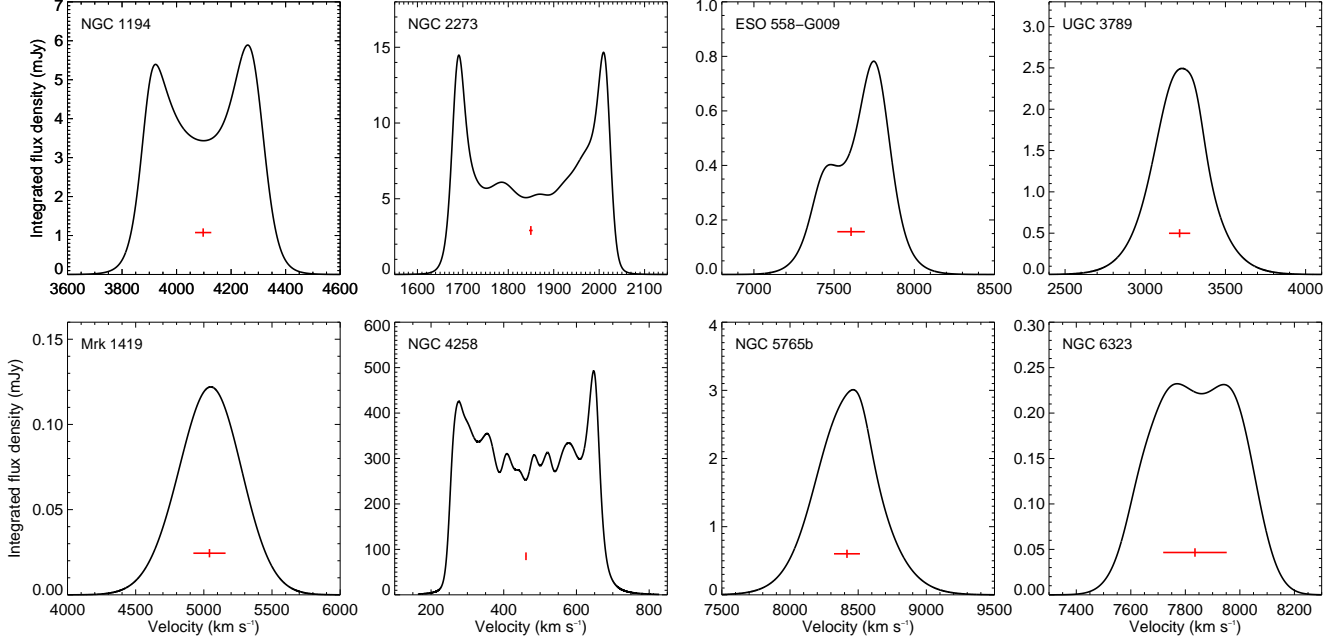 NGC 1194
Integrated flux density (mJy)
7
6
5
4
3
2
1
0
3600 3800 4000 4200 4400 4600
NGC 2273
15
10
5
0
1600 1700 1800 1900 2000 2100
ESO 558−G009
1.0
0.8
0.6
0.4
0.2
0.0
7000 7500 8000 8500
UGC 3789
3.0
2.5
2.0
1.5
1.0
0.5
0.0
2500 3000 3500 4000
Mrk 1419
Integrated flux density (mJy)
0.15
0.10
0.05
0.00
4000 4500 5000 5500 6000
Velocity (km s⁻¹)
NGC 4258
600
500
400
300
200
100
0
200 400 600 800
Velocity (km s⁻¹)
NGC 5765b
4
3
2
1
0
7500 8000 8500 9000 9500
Velocity (km s⁻¹)
NGC 6323
0.30
0.25
0.20
0.15
0.10
0.05
0.00
7400 7600 7800 8000 8200
Velocity (km s⁻¹)